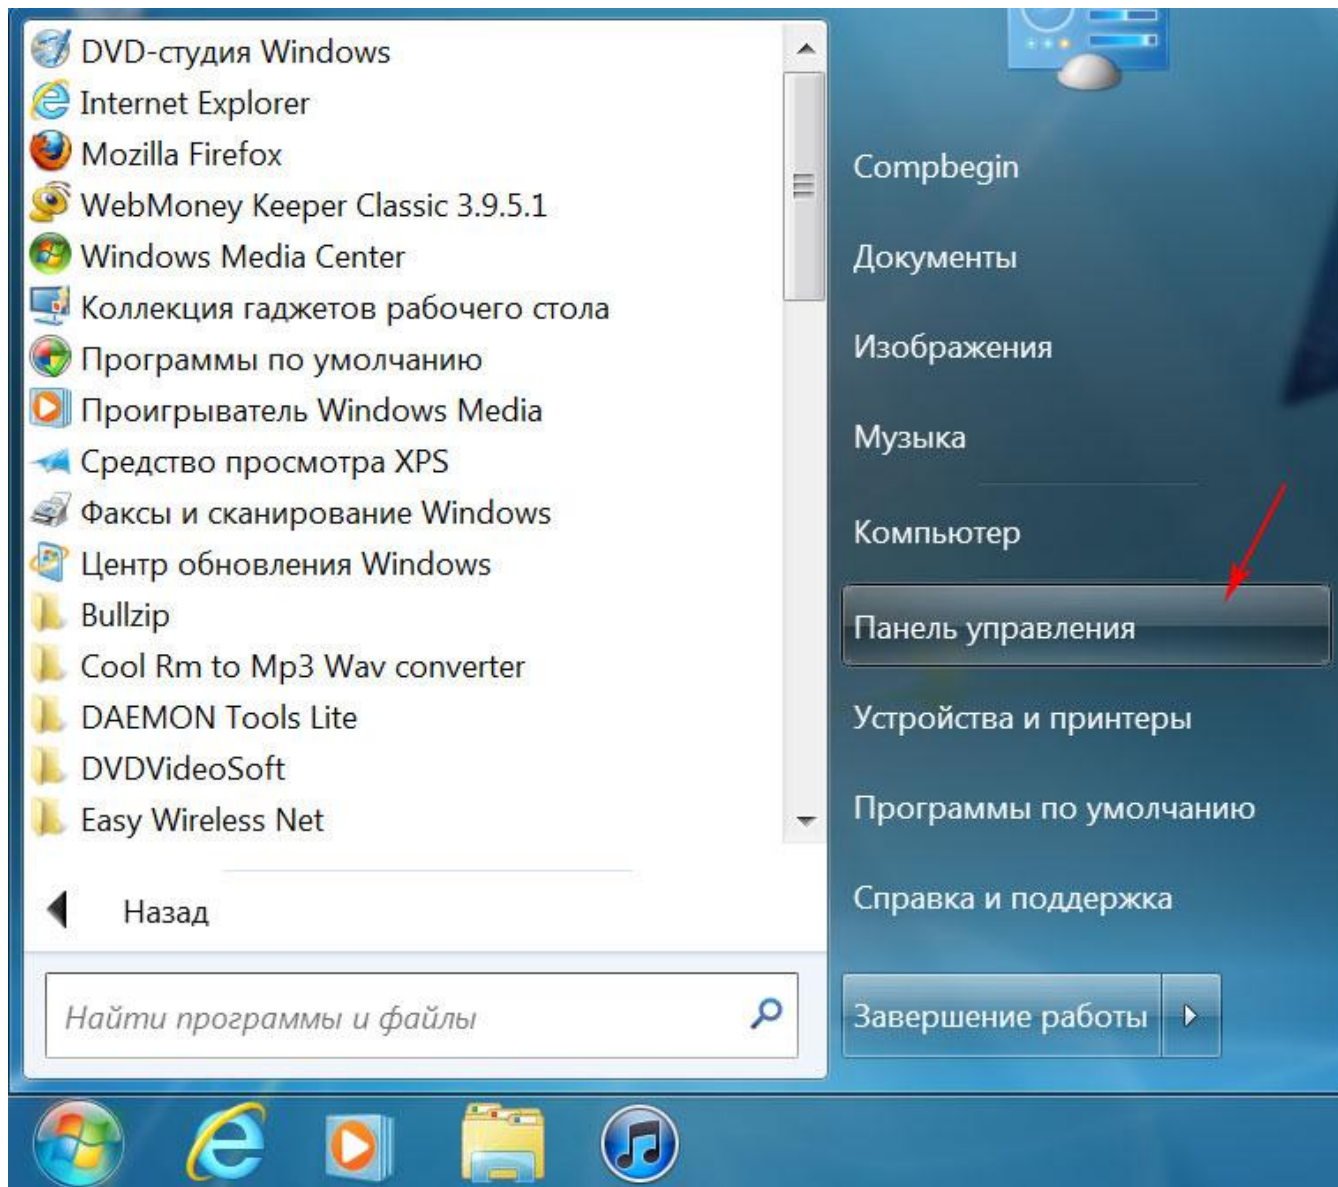 DVD-студия Windows
Internet Explorer
Mozilla Firefox
WebMoney Keeper Classic 3.9.5.1
Windows Media Center
Коллекция гаджетов рабочего стола
Программы по умолчанию
Проигрыватель Windows Media
Средство просмотра XPS
Факсы и сканирование Windows
Центр обновления Windows
Bullzip
Cool Rm to Mp3 Wav converter
DAEMON Tools Lite
DVDVideoSoft
Easy Wireless Net
Назад
Найти программы и файлы
Compbegin
Документы
Изображения
Музыка
Компьютер
Панель управления
Устройства и принтеры
Программы по умолчанию
Справка и поддержка
Завершение работы